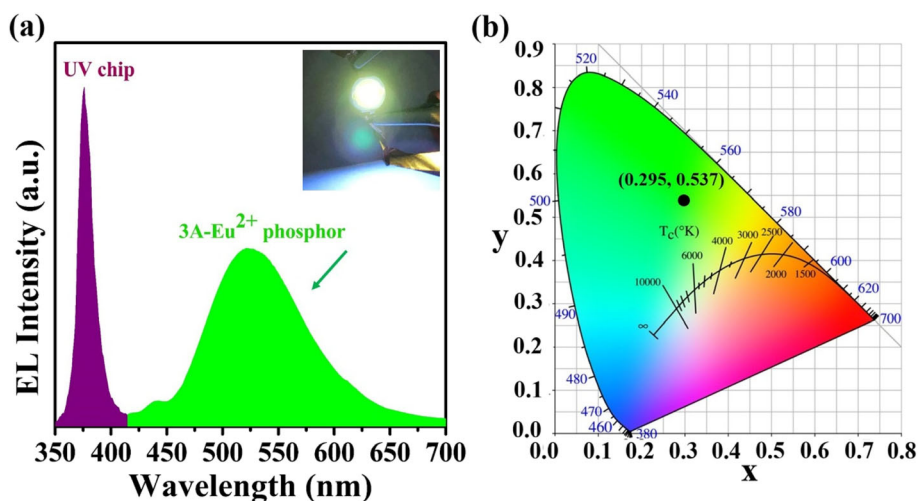 (a)
UV chip
3A-Eu²⁺ phosphor
EL Intensity (a.u.)
350 400 450 500 550 600 650 700
Wavelength (nm)
(b)
0.9
0.8
0.7
0.6
0.5
0.4
0.3
0.2
0.1
0.0
y
520
540
560
500
(0.295, 0.537)
580
T_C(°K)
4000
3000
2500
6000
600
10000
2000
1500
620
490
700
∞
480
470
460
380
0.0 0.1 0.2 0.3 0.4 0.5 0.6 0.7 0.8
x